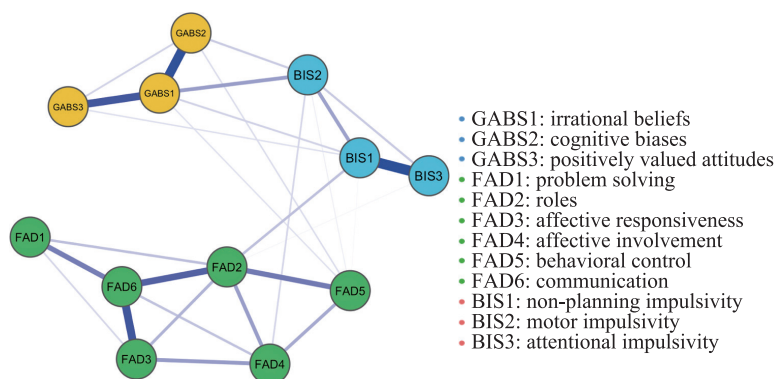 GABS2
GABS3
GABS1
BIS2
BIS1
BIS3
FAD1
FAD6
FAD2
FAD5
FAD3
FAD4
GABS1: irrational beliefs
GABS2: cognitive biases
GABS3: positively valued attitudes
FAD1: problem solving
FAD2: roles
FAD3: affective responsiveness
FAD4: affective involvement
FAD5: behavioral control
FAD6: communication
BIS1: non-planning impulsivity
BIS2: motor impulsivity
BIS3: attentional impulsivity